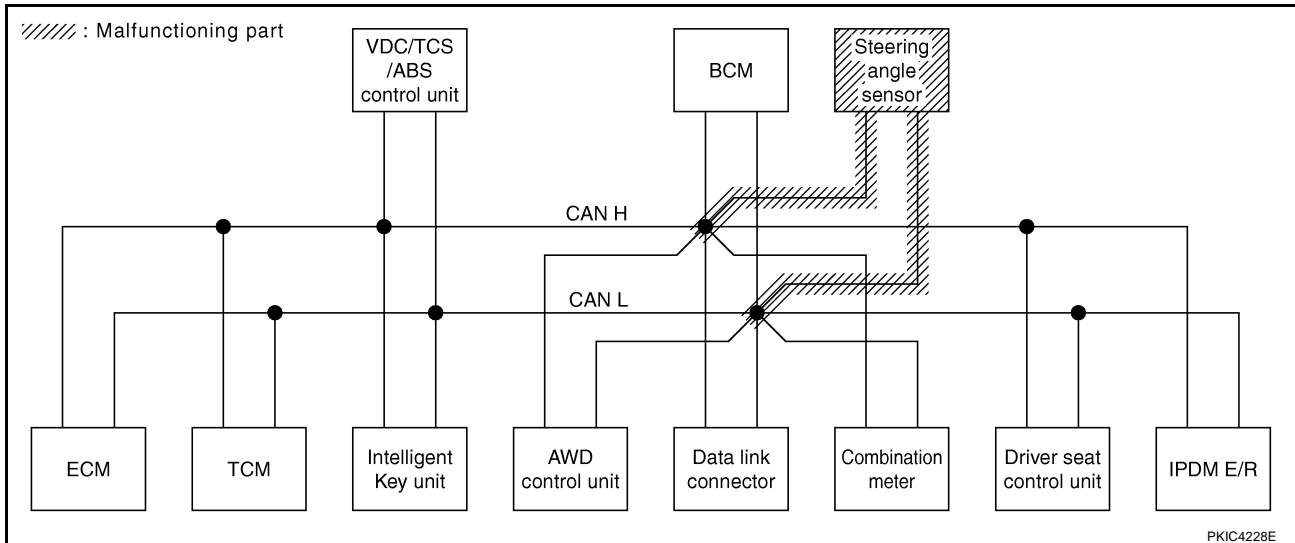 : Malfunctioning part
VDC/TCS
/ABS
control unit
BCM
Steering
angle
sensor
CAN H
CAN L
ECM
TCM
Intelligent
Key unit
AWD
control unit
Data link
connector
Combination
meter
Driver seat
control unit
IPDM E/R
PKIC4228E